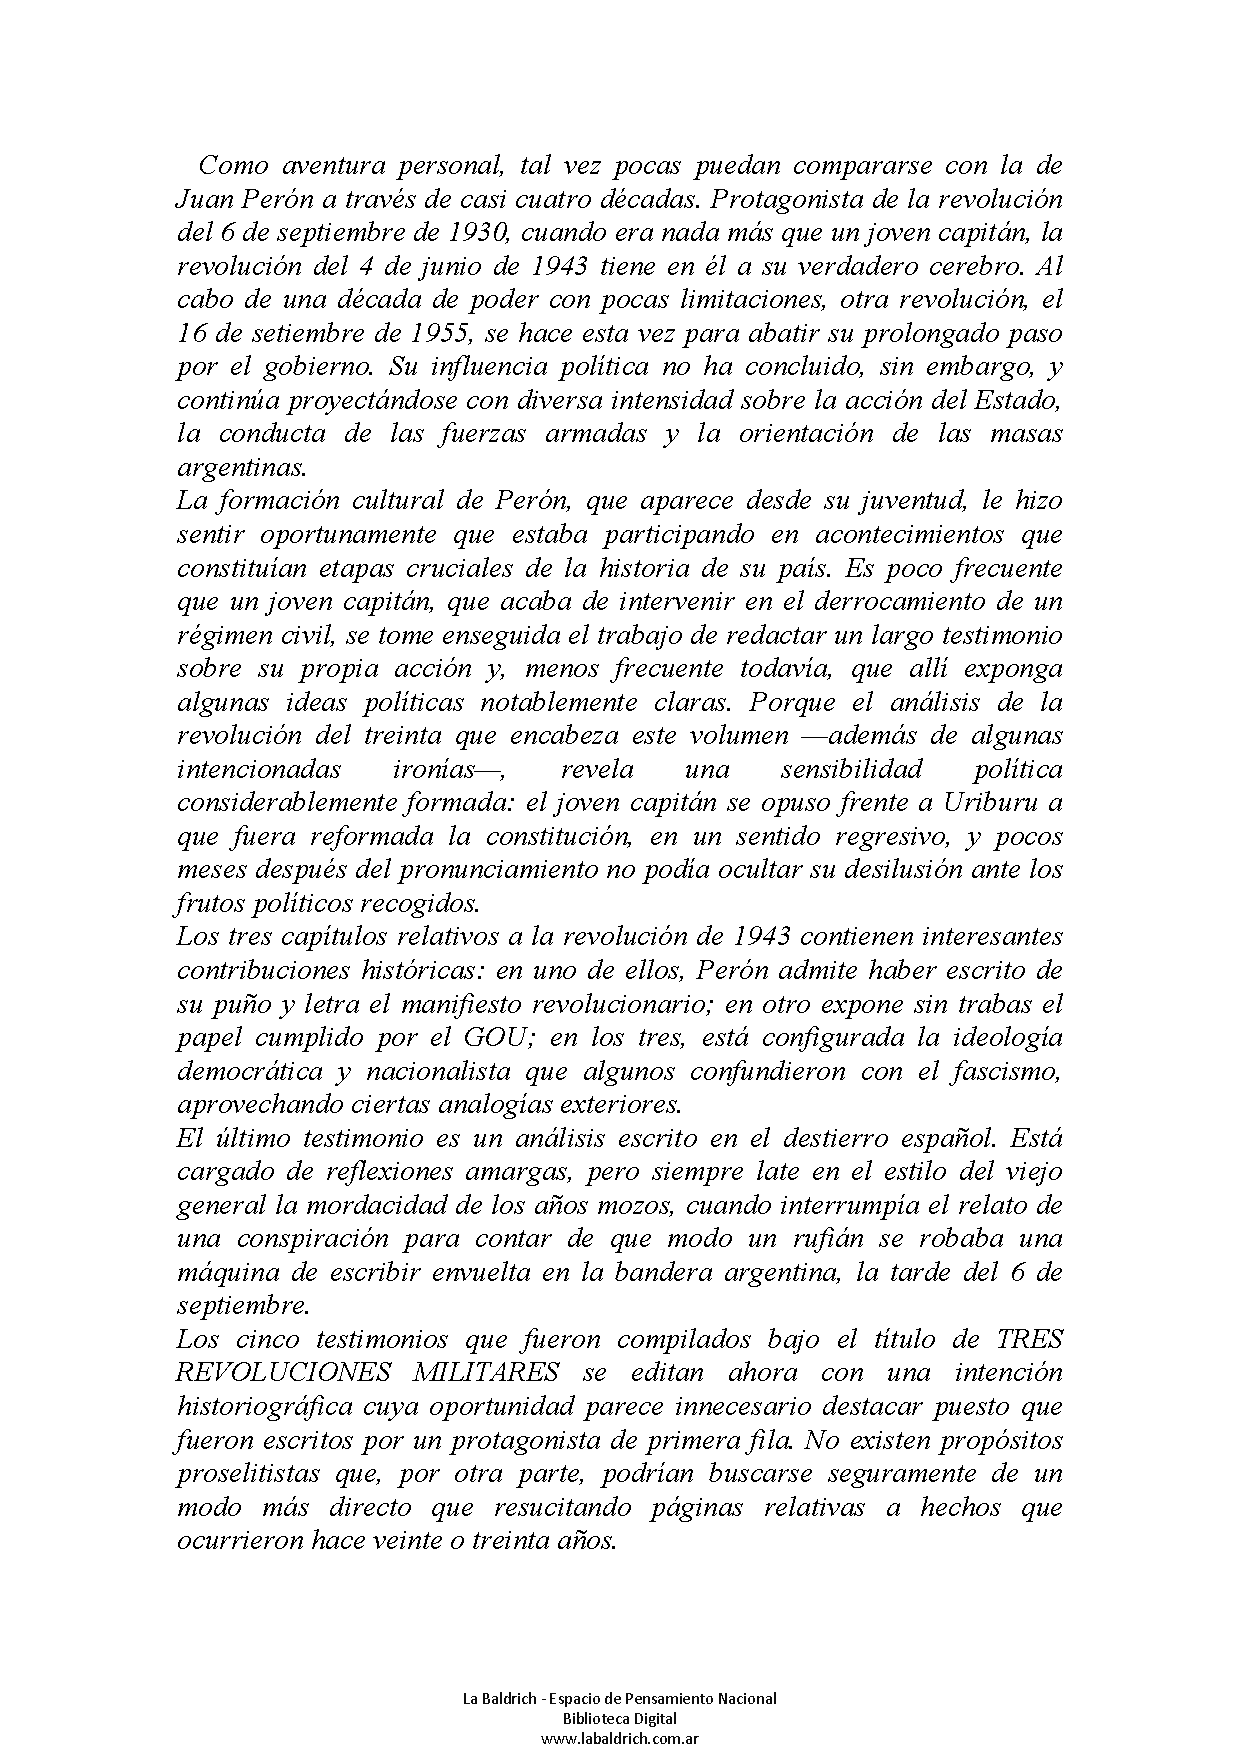 Como aventura personal, tal vez pocas puedan compararse con la de
Juan Perón a través de casi cuatro décadas. Protagonista de la revolución
del 6 de septiembre de 1930, cuando era nada más que un joven capitán, la
revolución del 4 de junio de 1943 tiene en él a su verdadero cerebro. Al
cabo de una década de poder con pocas limitaciones, otra revolución, el
16 de setiembre de 1955, se hace esta vez para abatir su prolongado paso
por el gobierno. Su influencia política no ha concluido, sin embargo, y
continúa proyectándose con diversa intensidad sobre la acción del Estado,
la conducta de las fuerzas armadas y la orientación de las masas
argentinas.
La formación cultural de Perón, que aparece desde su juventud, le hizo
sentir oportunamente que estaba participando en acontecimientos que
constituían etapas cruciales de la historia de su país. Es poco frecuente
que un joven capitán, que acaba de intervenir en el derrocamiento de un
régimen civil, se tome enseguida el trabajo de redactar un largo testimonio
sobre su propia acción y, menos frecuente todavía, que allí exponga
algunas ideas políticas notablemente claras. Porque el análisis de la
revolución del treinta que encabeza este volumen —además de algunas
intencionadas ironías—, revela una sensibilidad política
considerablemente formada: el joven capitán se opuso frente a Uriburu a
que fuera reformada la constitución, en un sentido regresivo, y pocos
meses después del pronunciamiento no podía ocultar su desilusión ante los
frutos políticos recogidos.
Los tres capítulos relativos a la revolución de 1943 contienen interesantes
contribuciones históricas: en uno de ellos, Perón admite haber escrito de
su puño y letra el manifiesto revolucionario; en otro expone sin trabas el
papel cumplido por el GOU; en los tres, está configurada la ideología
democrática y nacionalista que algunos confundieron con el fascismo,
aprovechando ciertas analogías exteriores.
El último testimonio es un análisis escrito en el destierro español. Está
cargado de reflexiones amargas, pero siempre late en el estilo del viejo
general la mordacidad de los años mozos, cuando interrumpía el relato de
una conspiración para contar de que modo un rufián se robaba una
máquina de escribir envuelta en la bandera argentina, la tarde del 6 de
septiembre.
Los cinco testimonios que fueron compilados bajo el título de TRES
REVOLUCIONES MILITARES se editan ahora con una intención
historiográfica cuya oportunidad parece innecesario destacar puesto que
fueron escritos por un protagonista de primera fila. No existen propósitos
proselitistas que, por otra parte, podrían buscarse seguramente de un
modo más directo que resucitando páginas relativas a hechos que
ocurrieron hace veinte o treinta años.
La Baldrich - Espacio de Pensamiento Nacional
Biblioteca Digital
www.labaldrich.com.ar